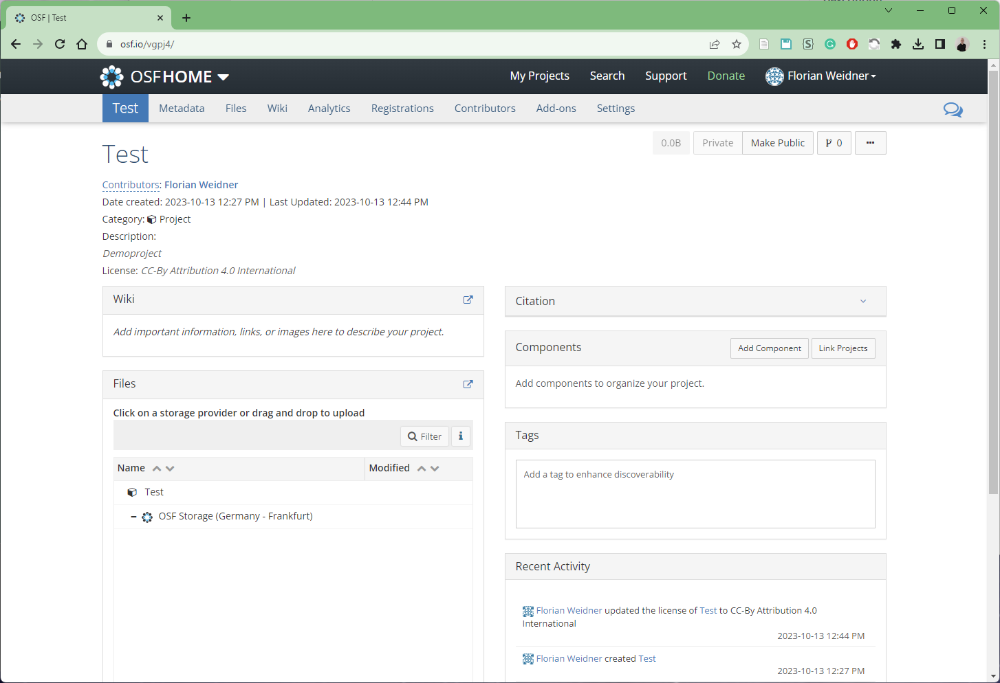 OSF | Test
osf.io/vgpj4/
OSFHOME
My Projects
Search
Support
Donate
Florian Weidner
Test
Metadata
Files
Wiki
Analytics
Registrations
Contributors
Add-ons
Settings
0.0B
Private
Make Public
0
Test
Contributors: Florian Weidner
Date created: 2023-10-13 12:27 PM | Last Updated: 2023-10-13 12:44 PM
Category: Project
Description:
Demoproject
License: CC-By Attribution 4.0 International
Wiki
Add important information, links, or images here to describe your project.
Files
Click on a storage provider or drag and drop to upload
Filter
Name
Modified
Test
OSF Storage (Germany - Frankfurt)
Citation
Components
Add Component
Link Projects
Add components to organize your project.
Tags
Add a tag to enhance discoverability
Recent Activity
Florian Weidner updated the license of Test to CC-By Attribution 4.0
International
2023-10-13 12:44 PM
Florian Weidner created Test
2023-10-13 12:27 PM